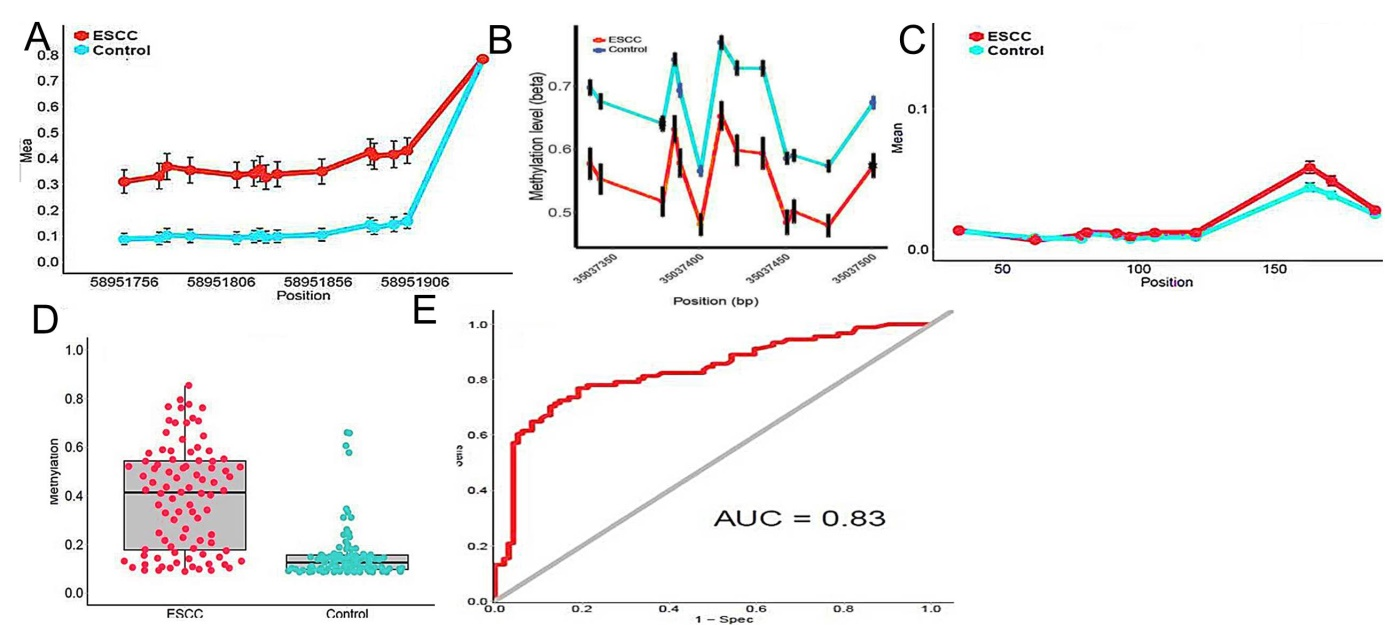 A
ESCC
Control
0.8
0.7
0.6
0.5
0.4
0.3
0.2
0.1
0.0
Mea
58951756 58951806 58951856 58951906
Position
B
ESCC
Control
0.7
0.6
0.5
Methylation level (beta)
35037350 35037400 35037450 35037500
Position (bp)
C
ESCC
Control
0.1
0.0
Mean
50 100 150
Position
D
1.0
0.8
0.6
0.4
0.2
0.0
Methylation
ESCC Control
E
1.0
0.8
0.6
0.4
0.2
0.0
AUC = 0.83
0.0 0.2 0.4 0.6 0.8 1.0
1 – Spec